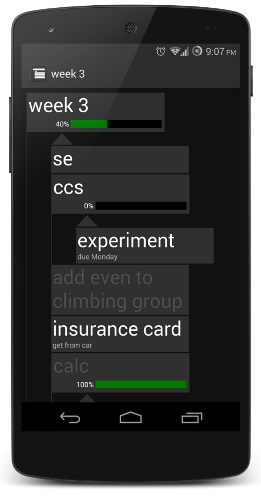 9:07 PM
week 3
week 3
40%
se
ccs
0%
experiment
due Monday
add even to
climbing group
insurance card
get from car
calc
100%